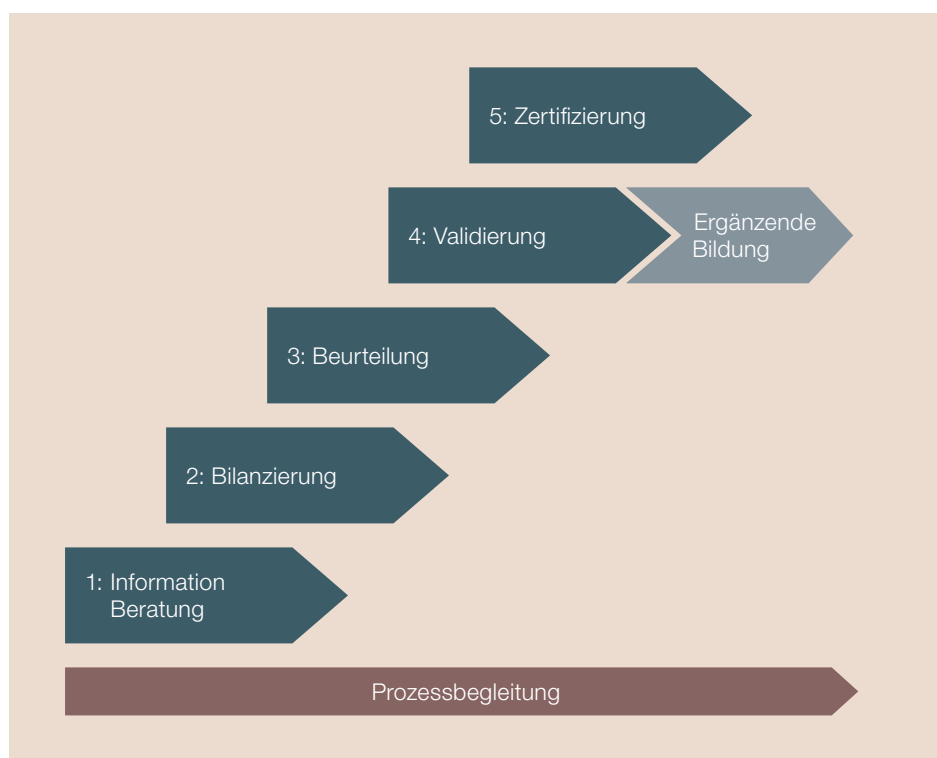 5: Zertifizierung
4: Validierung
Ergänzende
Bildung
3: Beurteilung
2: Bilanzierung
1: Information
Beratung
Prozessbegleitung